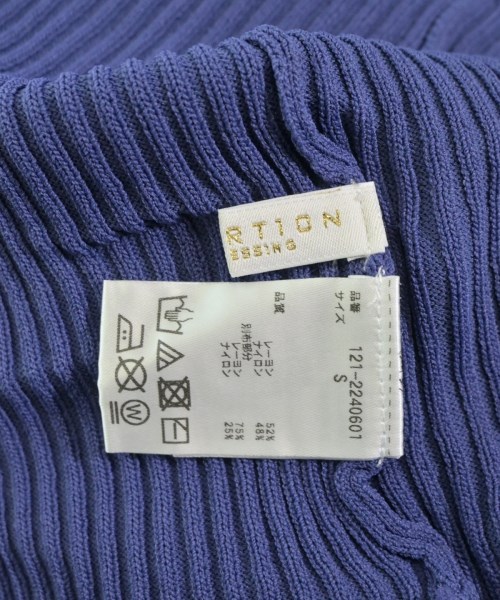 RTION
ESSING
品番 121-2240601
サイズ S
品質
レーヨン 52%
ナイロン 48%
別布部分
レーヨン 75%
ナイロン 25%
W